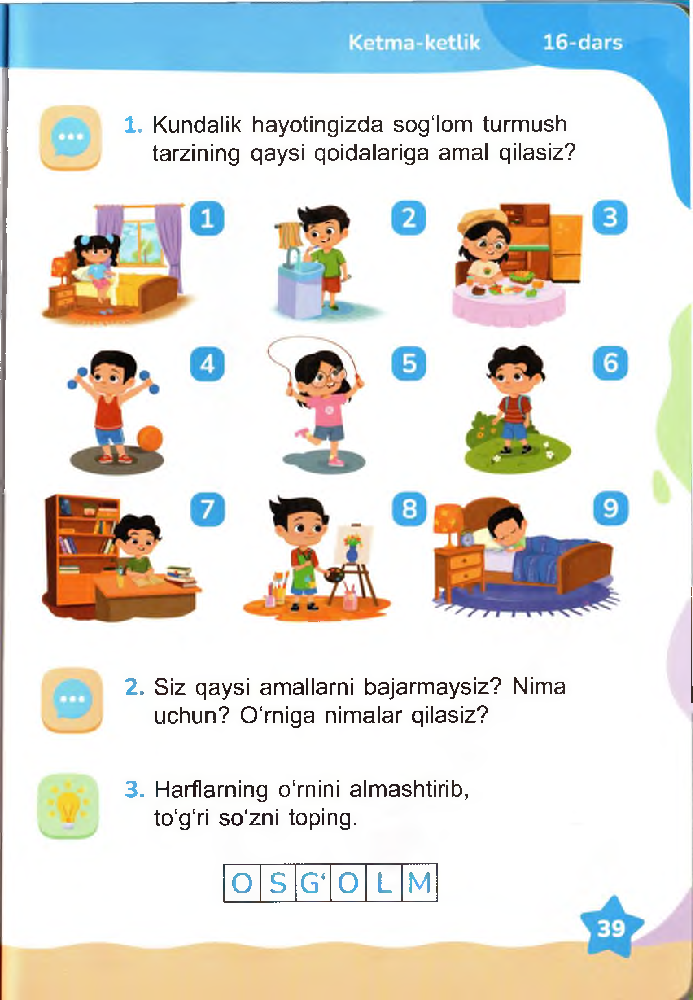 Ketma-ketlik 16-dars
1. Kundalik hayotingizda sog‘lom turmush
tarzining qaysi qoidalariga amal qilasiz?
1 2 3
4 5 6
7 8 9
2. Siz qaysi amallarni bajarmaysiz? Nima
uchun? O‘rniga nimalar qilasiz?
3. Harflarning o‘rnini almashtirib,
to‘g‘ri so‘zni toping.
O S G‘ O L M
39